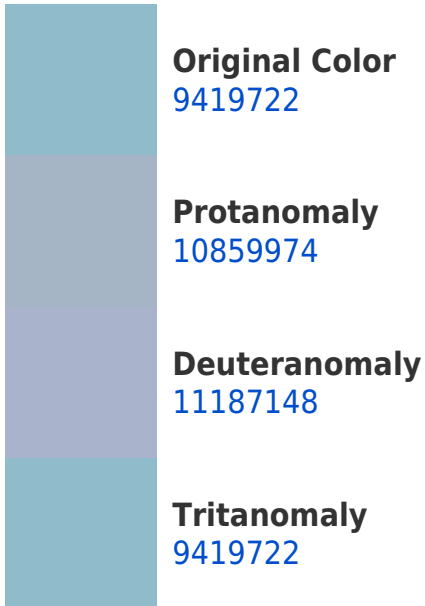 Original Color
9419722
Protanomaly
10859974
Deuteranomaly
11187148
Tritanomaly
9419722